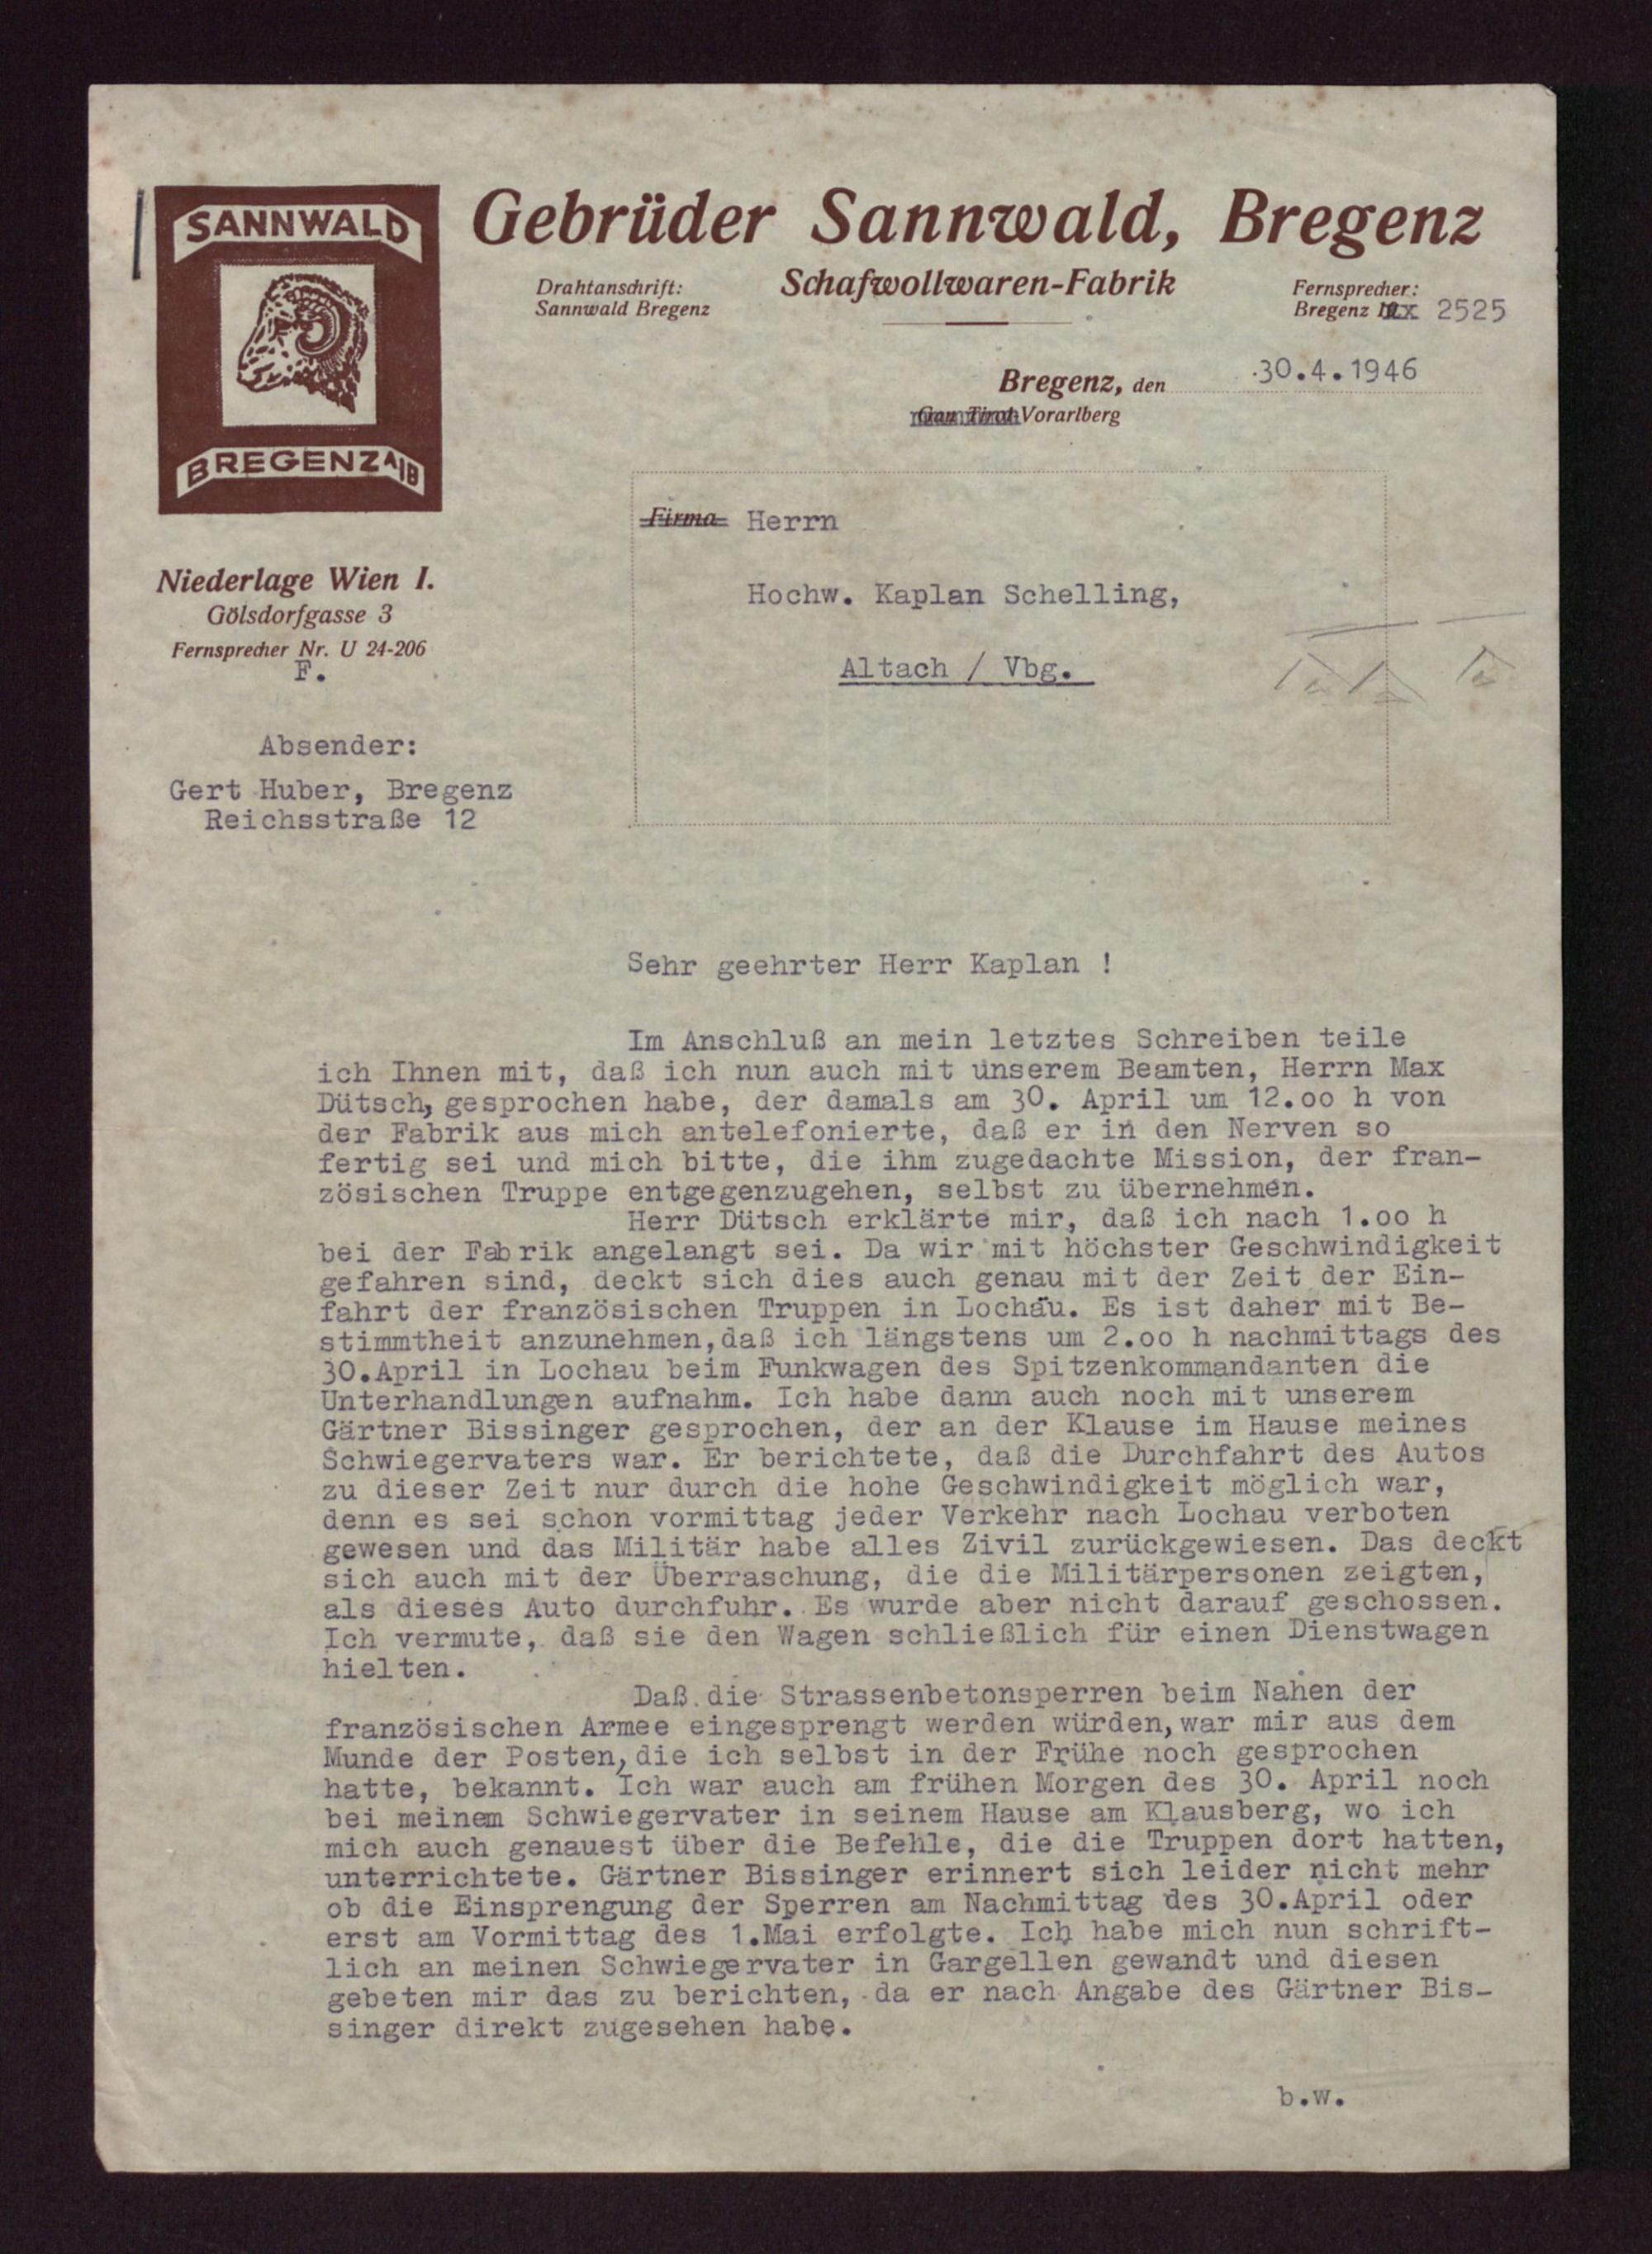 SANNWALD
BREGENZ A/B
Gebrüder Sannwald, Bregenz
Drahtanschrift:
Sannwald Bregenz
Schafwollwaren-Fabrik
Fernsprecher:
Bregenz 2525
Bregenz, den 30.4.1946
Gau Tirol-Vorarlberg
Niederlage Wien I.
Gölsdorfgasse 3
Fernsprecher Nr. U 24-206
F.
Absender:
Gert Huber, Bregenz
Reichsstraße 12
Firma Herrn
Hochw. Kaplan Schelling,
Altach / Vbg.
Sehr geehrter Herr Kaplan !
Im Anschluß an mein letztes Schreiben teile
ich Ihnen mit, daß ich nun auch mit unserem Beamten, Herrn Max
Dütsch, gesprochen habe, der damals am 30. April um 12.oo h von
der Fabrik aus mich antelefonierte, daß er in den Nerven so
fertig sei und mich bitte, die ihm zugedachte Mission, der fran-
zösischen Truppe entgegenzugehen, selbst zu übernehmen.
Herr Dütsch erklärte mir, daß ich nach 1.oo h
bei der Fabrik angelangt sei. Da wir mit höchster Geschwindigkeit
gefahren sind, deckt sich dies auch genau mit der Zeit der Ein-
fahrt der französischen Truppen in Lochau. Es ist daher mit Be-
stimmtheit anzunehmen,daß ich längstens um 2.oo h nachmittags des
30.April in Lochau beim Funkwagen des Spitzenkommandanten die
Unterhandlungen aufnahm. Ich habe dann auch noch mit unserem
Gärtner Bissinger gesprochen, der an der Klause im Hause meines
Schwiegervaters war. Er berichtete, daß die Durchfahrt des Autos
zu dieser Zeit nur durch die hohe Geschwindigkeit möglich war,
denn es sei schon vormittag jeder Verkehr nach Lochau verboten
gewesen und das Militär habe alles Zivil zurückgewiesen. Das deckt
sich auch mit der Überraschung, die die Militärpersonen zeigten,
als dieses Auto durchfuhr. Es wurde aber nicht darauf geschossen.
Ich vermute, daß sie den Wagen schließlich für einen Dienstwagen
hielten.
Daß die Strassenbetonsperren beim Nahen der
französischen Armee eingesprengt werden würden,war mir aus dem
Munde der Posten,die ich selbst in der Frühe noch gesprochen
hatte, bekannt. Ich war auch am frühen Morgen des 30. April noch
bei meinem Schwiegervater in seinem Hause am Klausberg, wo ich
mich auch genauest über die Befehle, die die Truppen dort hatten,
unterrichtete. Gärtner Bissinger erinnert sich leider nicht mehr
ob die Einsprengung der Sperren am Nachmittag des 30.April oder
erst am Vormittag des 1.Mai erfolgte. Ich habe mich nun schrift-
lich an meinen Schwiegervater in Gargellen gewandt und diesen
gebeten mir das zu berichten, da er nach Angabe des Gärtner Bis-
singer direkt zugesehen habe.
b.w.